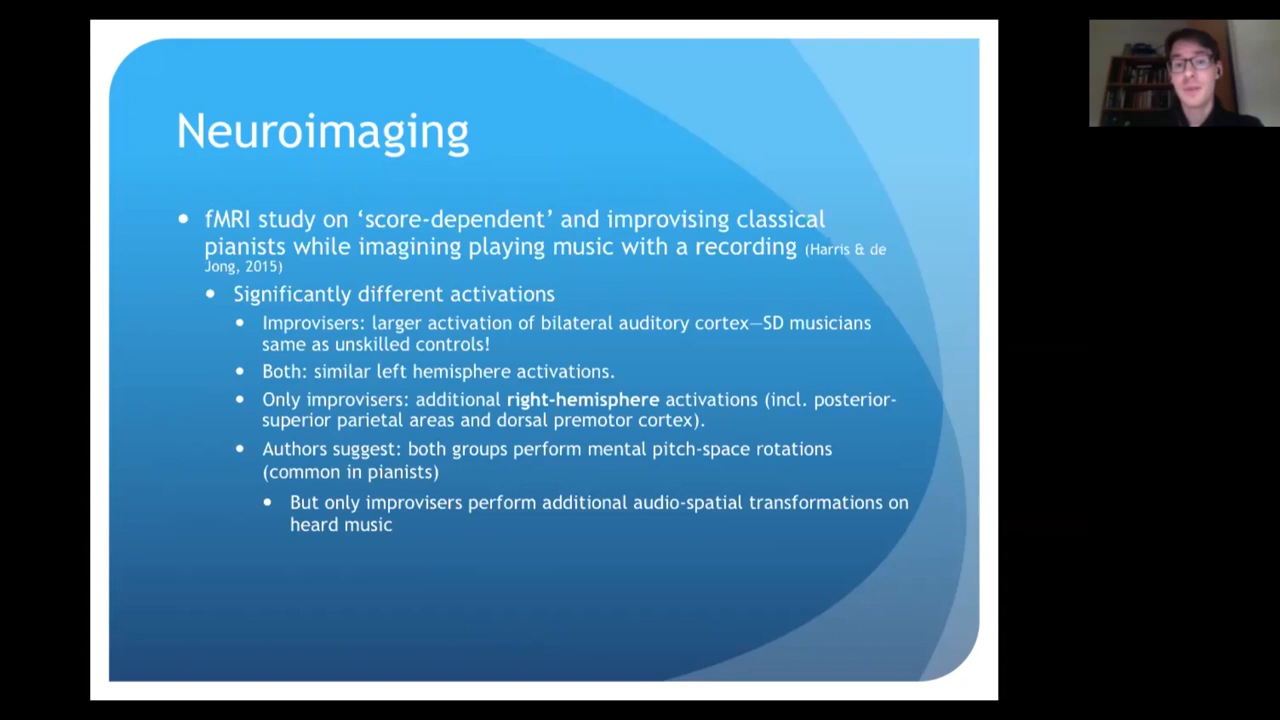 Neuroimaging
• fMRI study on ‘score-dependent’ and improvising classical
pianists while imagining playing music with a recording (Harris & de
Jong, 2015)
• Significantly different activations
• Improvisers: larger activation of bilateral auditory cortex—SD musicians
same as unskilled controls!
• Both: similar left hemisphere activations.
• Only improvisers: additional right-hemisphere activations (incl. posterior-
superior parietal areas and dorsal premotor cortex).
• Authors suggest: both groups perform mental pitch-space rotations
(common in pianists)
• But only improvisers perform additional audio-spatial transformations on
heard music